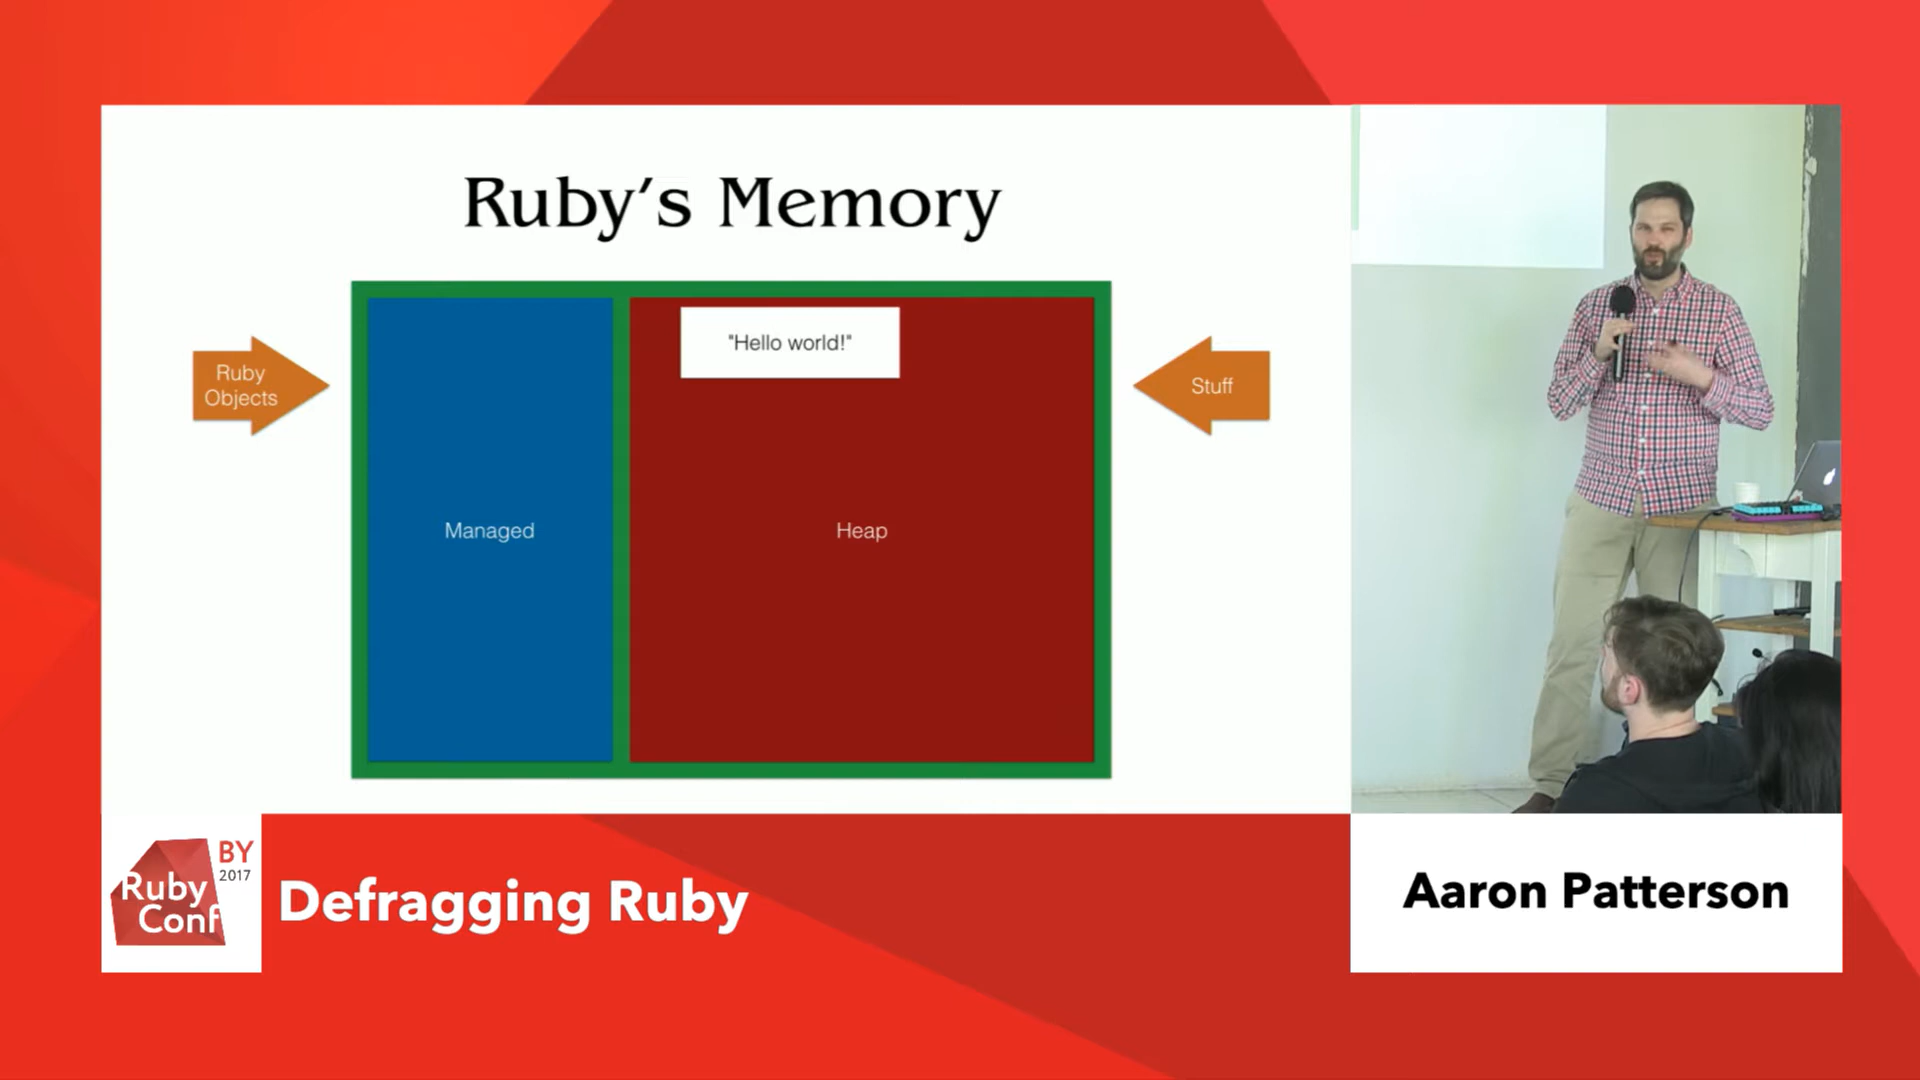 Ruby's Memory
Ruby
Objects
"Hello world!"
Stuff
Managed
Heap
BY
2017
Ruby
Conf
Defragging Ruby
Aaron Patterson